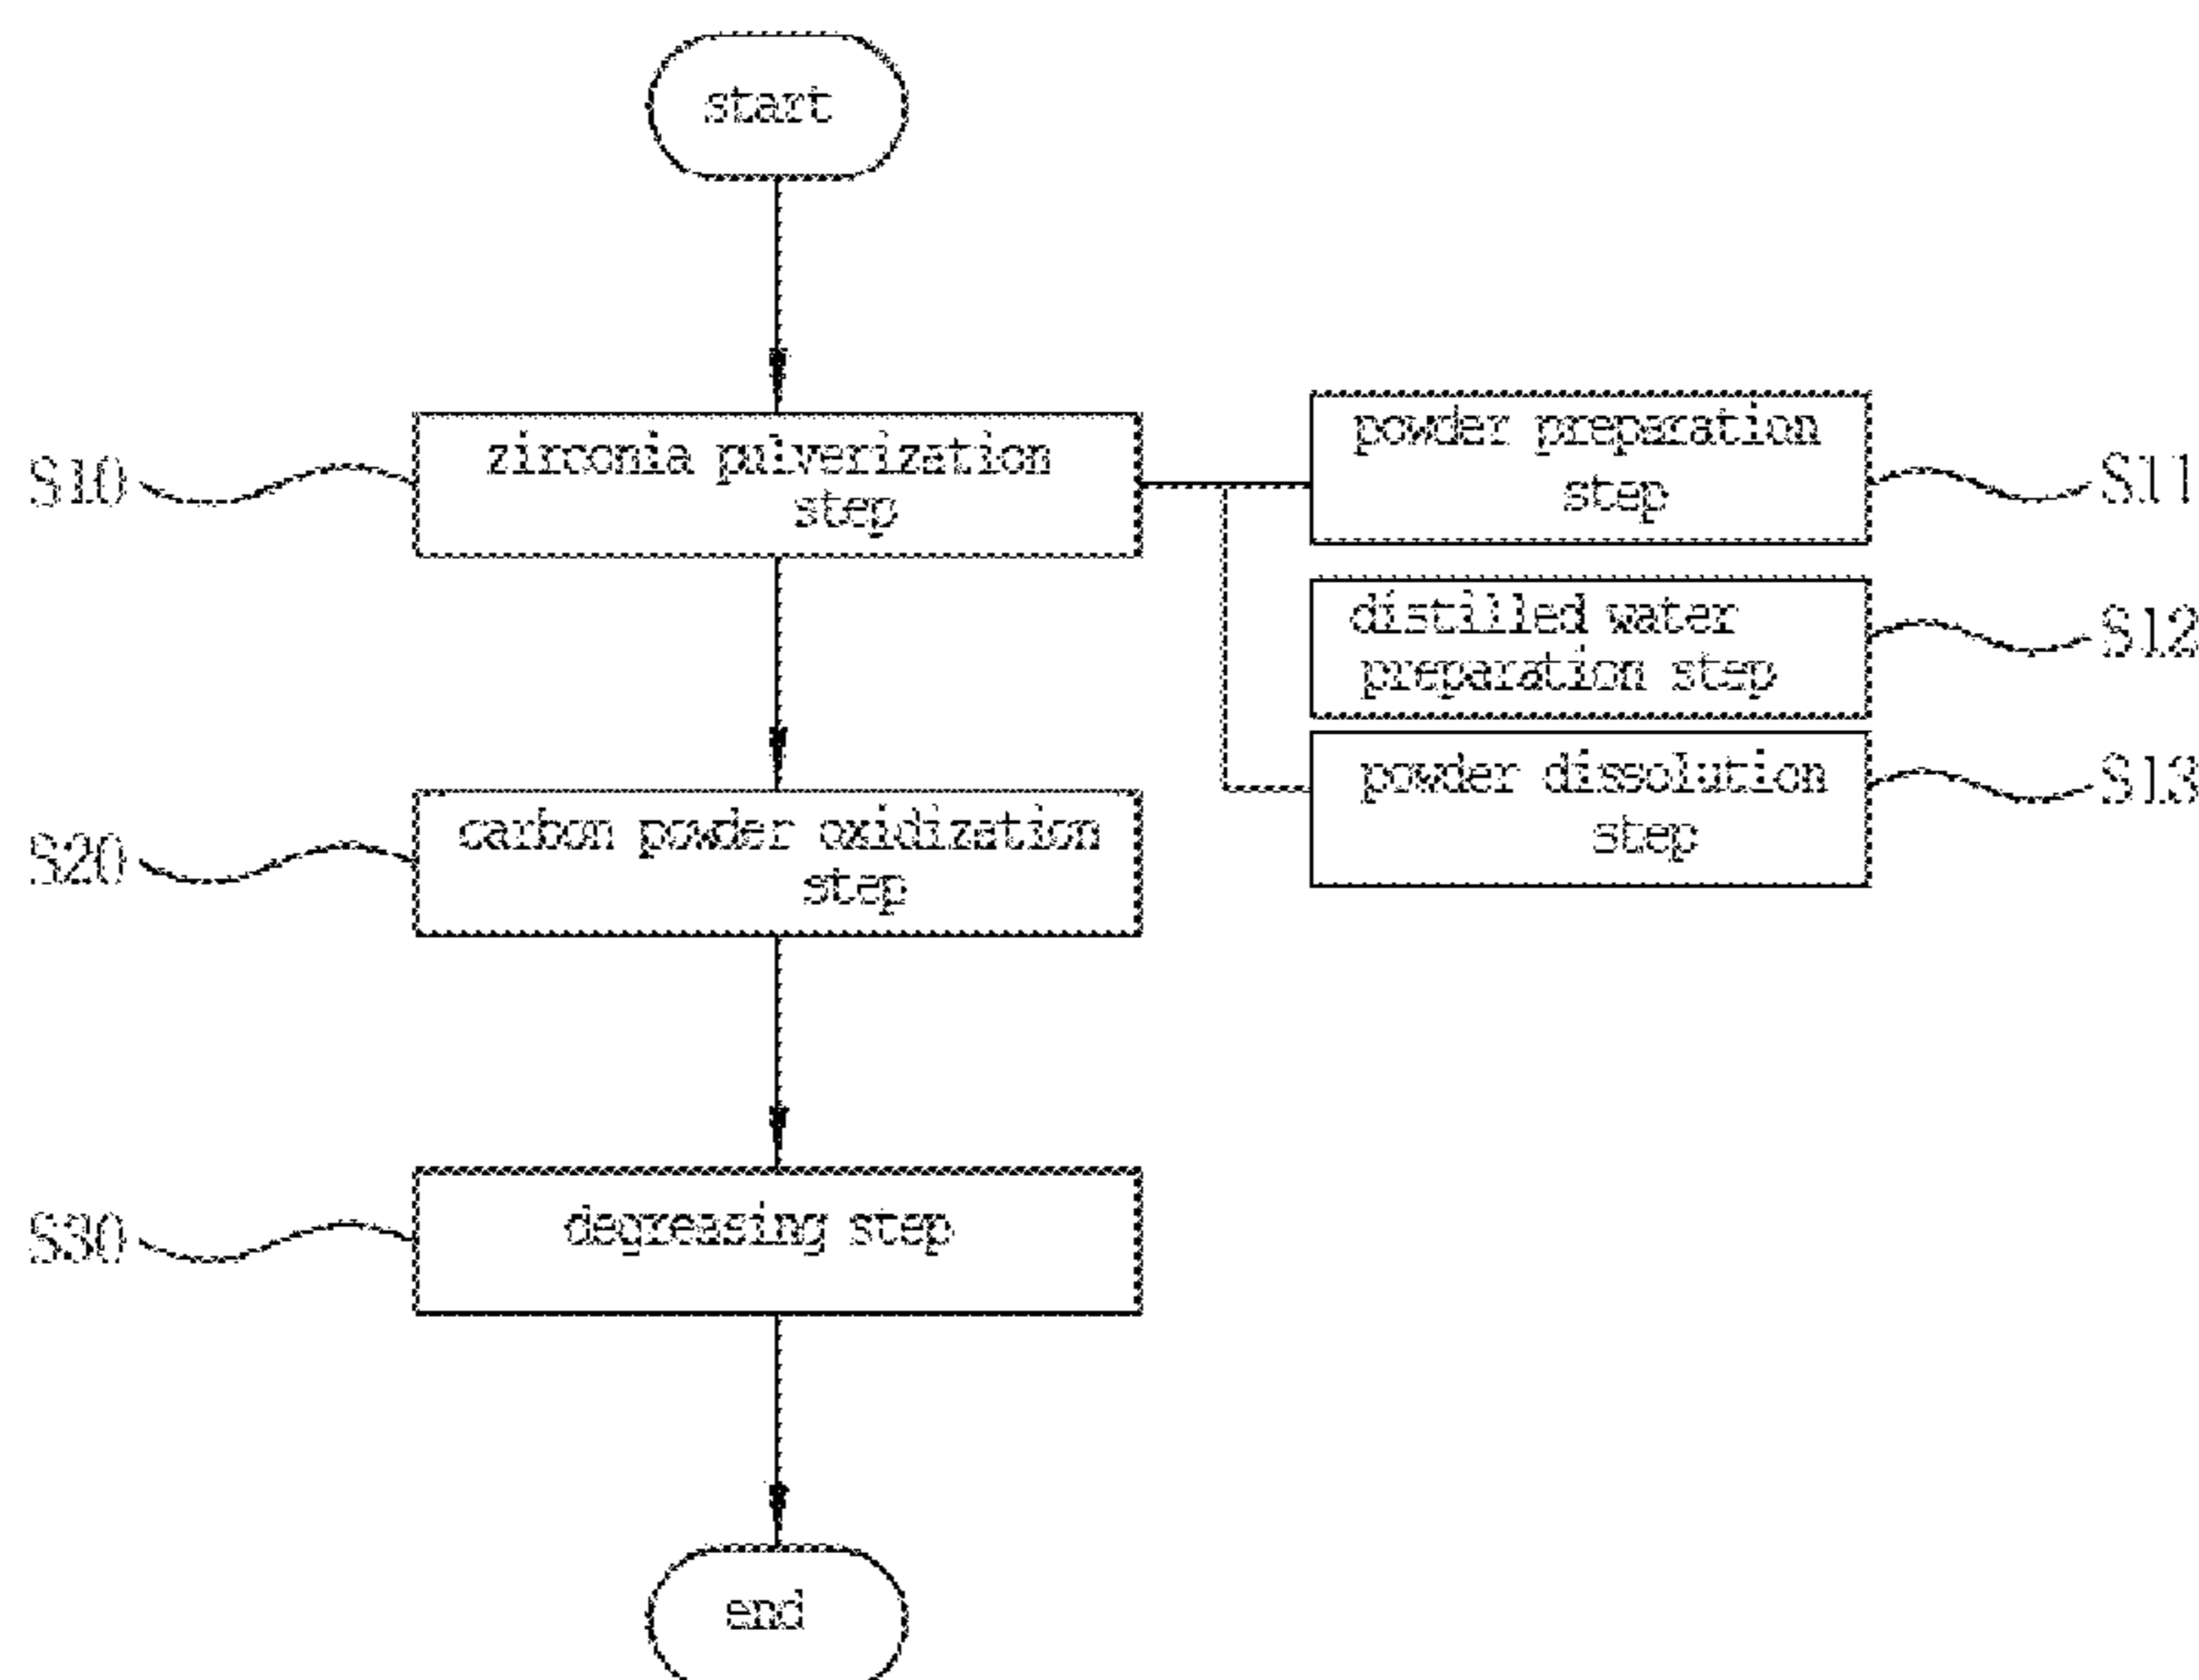 start
zirconia pulverization
step
S10
powder preparation
step
S11
distilled water
preparation step
S12
powder dissolution
step
S13
carbon powder oxidization
step
S20
degreasing step
S30
end